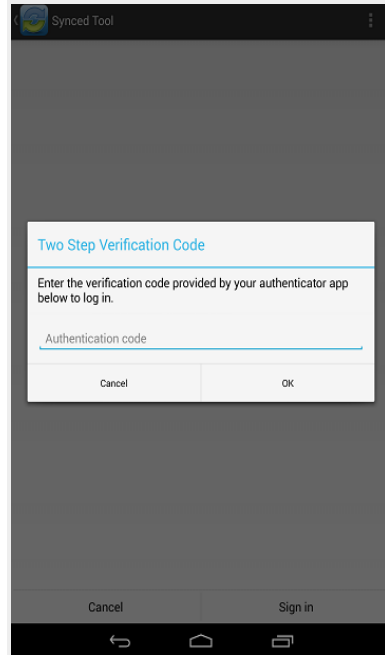 Synced Tool
Two Step Verification Code
Enter the verification code provided by your authenticator app
below to log in.
Authentication code
Cancel
OK
Cancel
Sign in